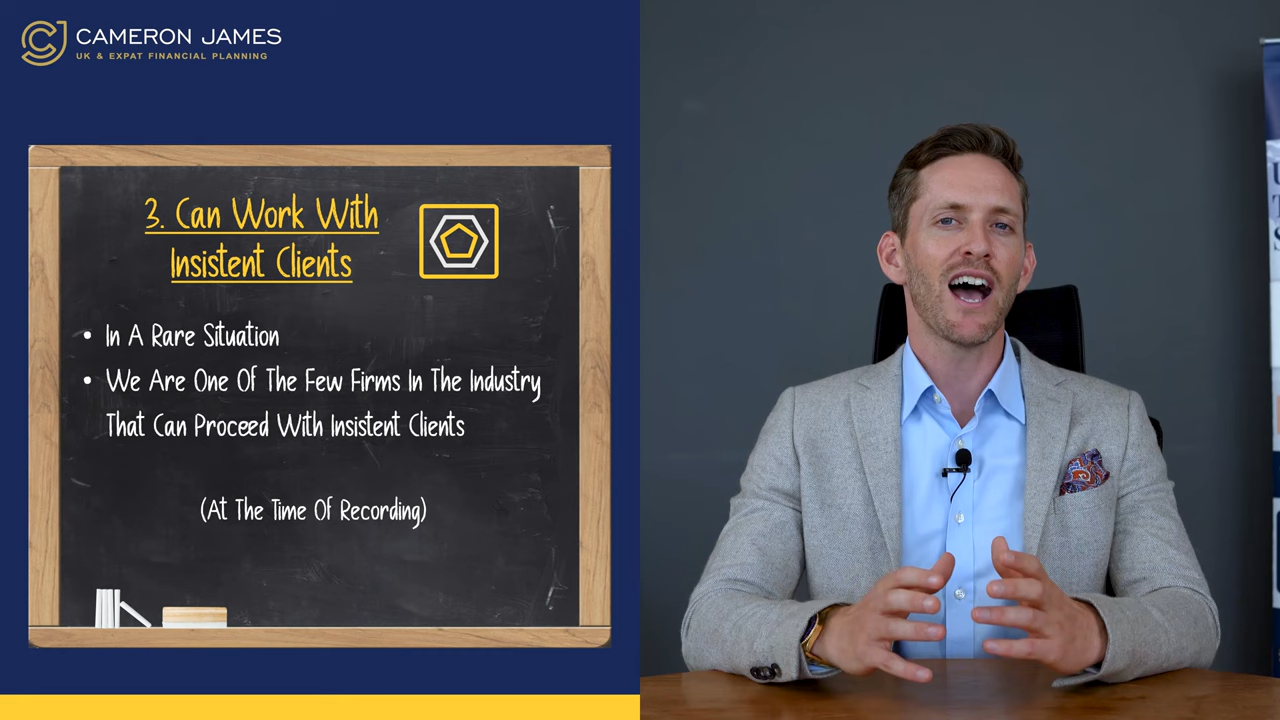 CAMERON JAMES
UK & EXPAT FINANCIAL PLANNING
3. Can Work With
Insistent Clients
• In A Rare Situation
• We Are One Of The Few Firms In The Industry
That Can Proceed With Insistent Clients
(At The Time Of Recording)